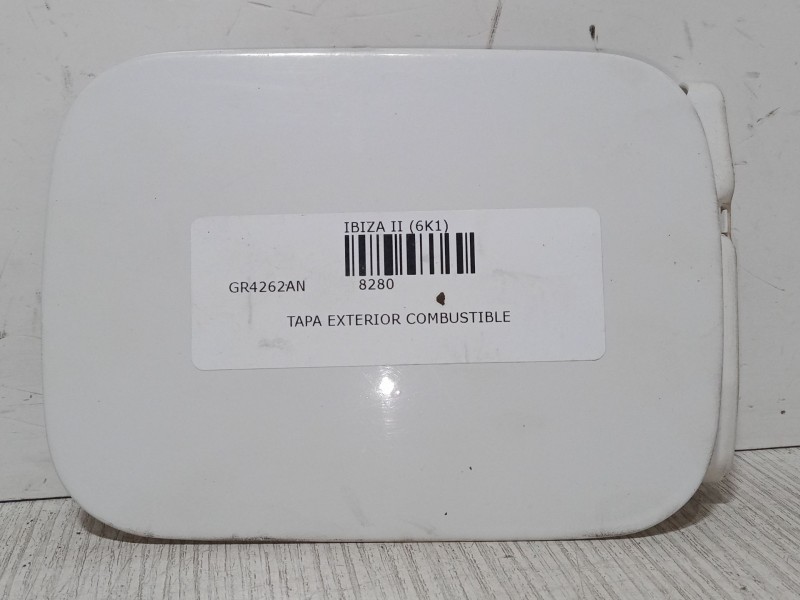 IBIZA II (6K1)
GR4262AN 8280
TAPA EXTERIOR COMBUSTIBLE